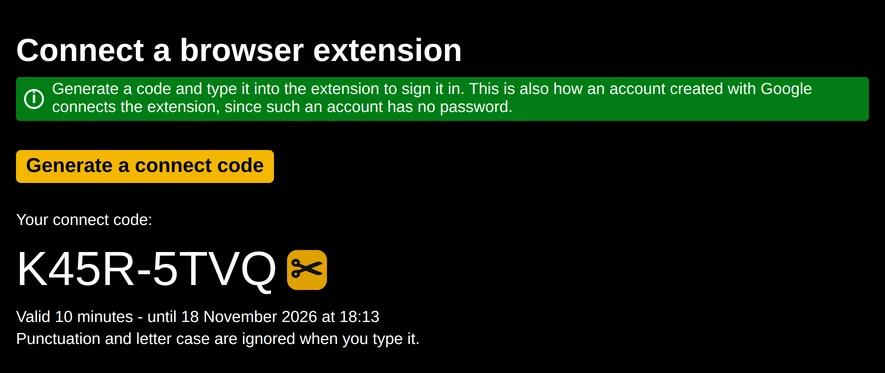 Connect a browser extension
Generate a code and type it into the extension to sign it in. This is also how an account created with Google
connects the extension, since such an account has no password.
Generate a connect code
Your connect code:
K45R-5TVQ
Valid 10 minutes - until 18 November 2026 at 18:13
Punctuation and letter case are ignored when you type it.